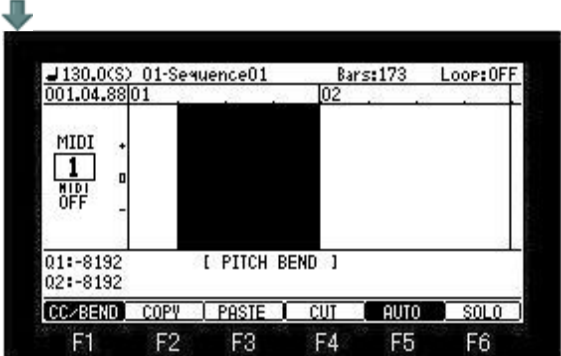 ♩130.0(S) 01-Sequence01 Bars:173 Loop:OFF
001.04.88 01 02
MIDI +
1 0
MIDI
OFF -
Q1:-8192 [ PITCH BEND ]
Q2:-8192
CC/BEND COPY PASTE CUT AUTO SOLO
F1 F2 F3 F4 F5 F6